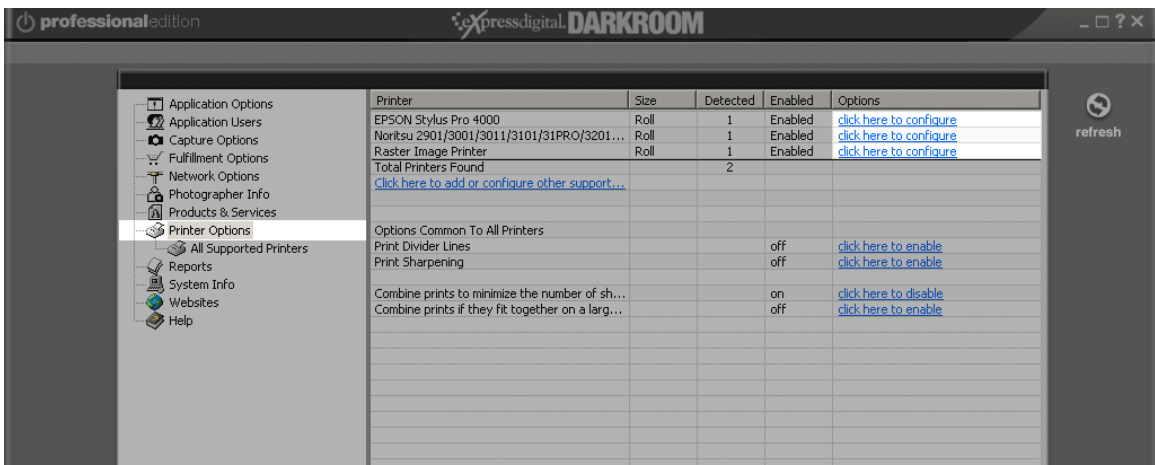 professionaledition
expressdigital. DARKROOM
Application Options
Application Users
Capture Options
Fulfillment Options
Network Options
Photographer Info
Products & Services
Printer Options
All Supported Printers
Reports
System Info
Websites
Help
Printer Size Detected Enabled Options
EPSON Stylus Pro 4000 Roll 1 Enabled click here to configure
Noritsu 2901/3001/3011/3101/31PRO/3201... Roll 1 Enabled click here to configure
Raster Image Printer Roll 1 Enabled click here to configure
Total Printers Found 2
Click here to add or configure other support...
Options Common To All Printers
Print Divider Lines off click here to enable
Print Sharpening off click here to enable
Combine prints to minimize the number of sh... on click here to disable
Combine prints if they fit together on a larg... off click here to enable
refresh